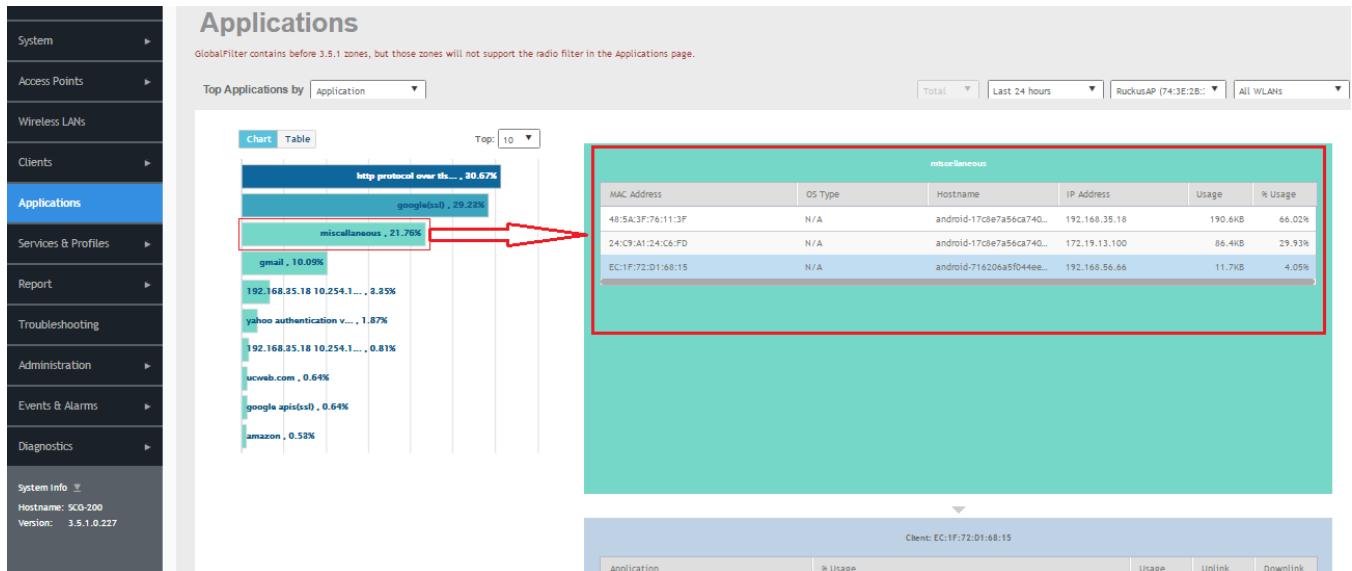 Applications
GlobalFilter contains before 3.5.1 zones, but those zones will not support the radio filter in the Applications page.
System
Access Points
Wireless LANs
Clients
Applications
Services & Profiles
Report
Troubleshooting
Administration
Events & Alarms
Diagnostics
System Info
Hostname: SCG-200
Version: 3.5.1.0.227
Top Applications by Application
Total Last 24 hours RuckusAP (74:3E:2B:: All WLANs
Chart Table Top: 10
http protocol over tls... , 30.67%
google(ssl) , 29.23%
miscellaneous , 21.76%
gmail , 10.09%
192.168.35.18 10.254.1... , 3.35%
yahoo authentication v... , 1.87%
192.168.35.18 10.254.1... , 0.81%
ucweb.com , 0.64%
google apis(ssl) , 0.64%
amazon , 0.53%
miscellaneous
MAC Address OS Type Hostname IP Address Usage % Usage
48:5A:3F:76:11:3F N/A android-17c8e7a56ca740... 192.168.35.18 190.6KB 66.02%
24:C9:A1:24:C6:FD N/A android-17c8e7a56ca740... 172.19.13.100 86.4KB 29.93%
EC:1F:72:D1:68:15 N/A android-716206a5f044ee... 192.168.56.66 11.7KB 4.05%
Client: EC:1F:72:D1:68:15
Application % Usage Usage Uplink Downlink